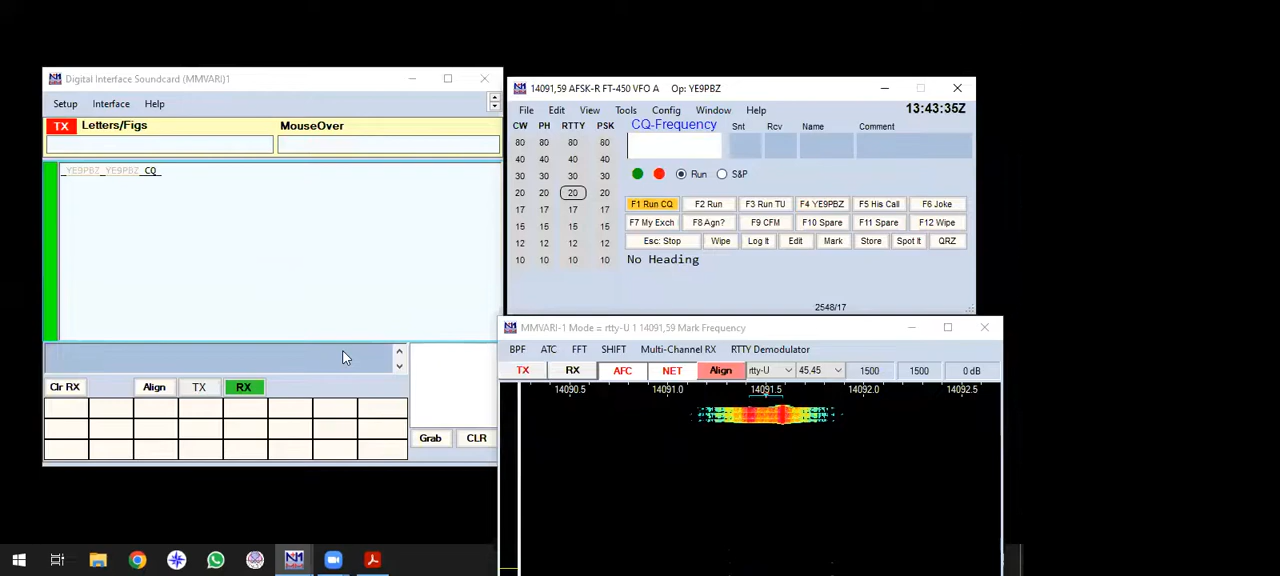 Digital Interface Soundcard (MMVARI)1
Setup Interface Help
TX Letters/Figs MouseOver
YE9PBZ YE9PBZ CQ
Clr RX Align TX RX
Grab CLR
14091,59 AFSK-R FT-450 VFO A Op: YE9PBZ
File Edit View Tools Config Window Help 13:43:35Z
CW PH RTTY PSK CQ-Frequency Snt Rcv Name Comment
80 80 80 80
40 40 40 40
30 30 30 30 Run S&P
20 20 20 20 F1 Run CQ F2 Run F3 Run TU F4 YE9PBZ F5 His Call F6 Joke
17 17 17 17
15 15 15 15 F7 My Exch F8 Agn? F9 CFM F10 Spare F11 Spare F12 Wipe
12 12 12 12 Esc: Stop Wipe Log It Edit Mark Store Spot It QRZ
10 10 10 10 No Heading
2548/17
MMVARI-1 Mode = rtty-U 1 14091,59 Mark Frequency
BPF ATC FFT SHIFT Multi-Channel RX RTTY Demodulator
TX RX AFC NET Align rtty-U 45,45 1500 1500 0 dB
14090.5 14091.0 14091.5 14092.0 14092.5